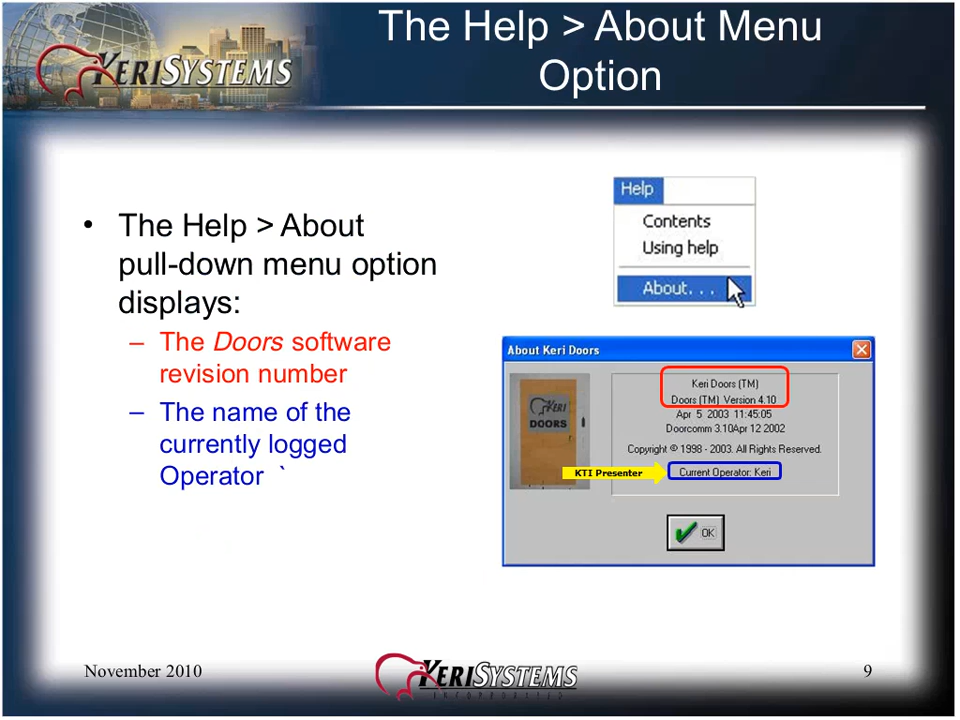 KERISYSTEMS
The Help > About Menu
Option
• The Help > About
pull-down menu option
displays:
– The Doors software
revision number
– The name of the
currently logged
Operator `
Help
Contents
Using help
About. . .
About Keri Doors
KERI
DOORS
Keri Doors (TM)
Doors (TM) Version 4.10
Apr 5 2003 11:45:05
Doorcomm 3.10Apr 12 2002
Copyright © 1998 - 2003. All Rights Reserved.
KTI Presenter
Current Operator: Keri
OK
November 2010
KERISYSTEMS
INCORPORATED
9